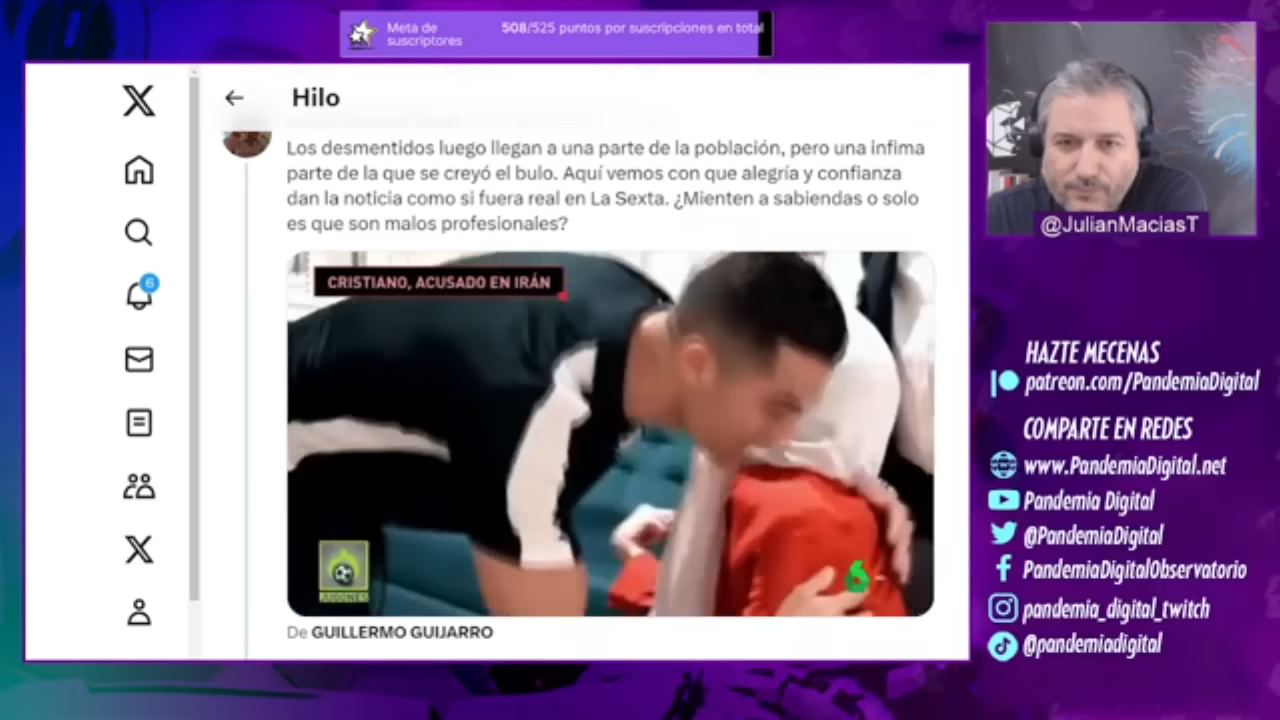 Meta de
suscriptores
508/525 puntos por suscripciones en total
Hilo
6
Los desmentidos luego llegan a una parte de la población, pero una infima
parte de la que se creyó el bulo. Aquí vemos con que alegría y confianza
dan la noticia como si fuera real en La Sexta. ¿Mienten a sabiendas o solo
es que son malos profesionales?
CRISTIANO, ACUSADO EN IRÁN
JUGONES
6
De GUILLERMO GUIJARRO
@JulianMaciasT
HAZTE MECENAS
patreon.com/PandemiaDigital
COMPARTE EN REDES
www.PandemiaDigital.net
Pandemia Digital
@PandemiaDigital
PandemiaDigitalObservatorio
pandemia_digital_twitch
@pandemiadigital